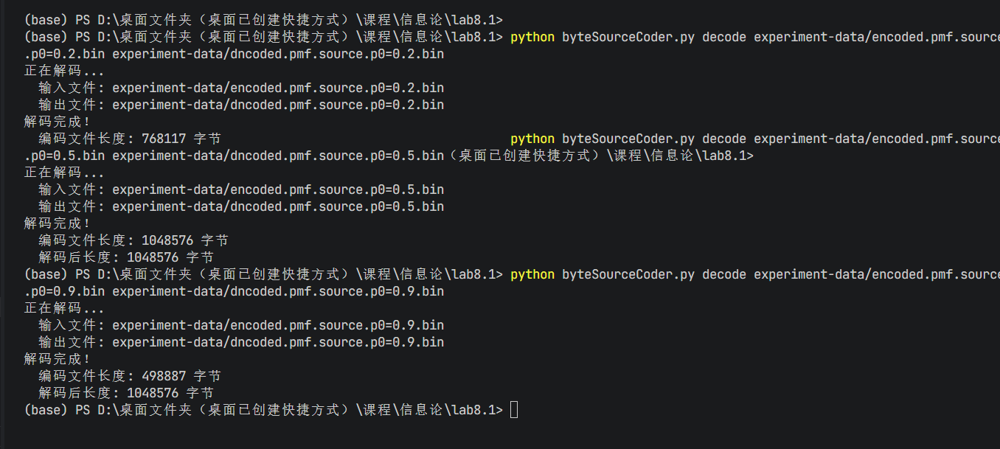 (base) PS D:\桌面文件夹（桌面已创建快捷方式）\课程\信息论\lab8.1>
(base) PS D:\桌面文件夹（桌面已创建快捷方式）\课程\信息论\lab8.1> python byteSourceCoder.py decode experiment-data/encoded.pmf.source
.p0=0.2.bin experiment-data/dncoded.pmf.source.p0=0.2.bin
正在解码...
输入文件: experiment-data/encoded.pmf.source.p0=0.2.bin
输出文件: experiment-data/dncoded.pmf.source.p0=0.2.bin
解码完成!
编码文件长度: 768117 字节 python byteSourceCoder.py decode experiment-data/encoded.pmf.source
.p0=0.5.bin experiment-data/dncoded.pmf.source.p0=0.5.bin（桌面已创建快捷方式）\课程\信息论\lab8.1>
正在解码...
输入文件: experiment-data/encoded.pmf.source.p0=0.5.bin
输出文件: experiment-data/dncoded.pmf.source.p0=0.5.bin
解码完成!
编码文件长度: 1048576 字节
解码后长度: 1048576 字节
(base) PS D:\桌面文件夹（桌面已创建快捷方式）\课程\信息论\lab8.1> python byteSourceCoder.py decode experiment-data/encoded.pmf.source
.p0=0.9.bin experiment-data/dncoded.pmf.source.p0=0.9.bin
正在解码...
输入文件: experiment-data/encoded.pmf.source.p0=0.9.bin
输出文件: experiment-data/dncoded.pmf.source.p0=0.9.bin
解码完成!
编码文件长度: 498887 字节
解码后长度: 1048576 字节
(base) PS D:\桌面文件夹（桌面已创建快捷方式）\课程\信息论\lab8.1>